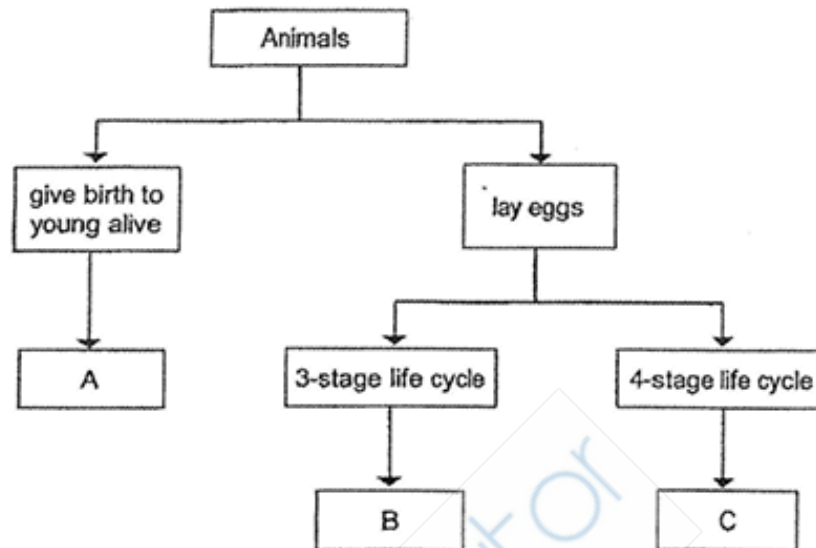 Animals
give birth to
young alive
lay eggs
A
3-stage life cycle
4-stage life cycle
B
C